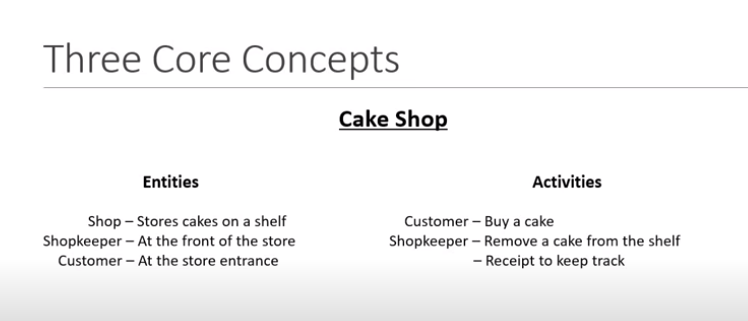 Three Core Concepts
Cake Shop
Entities
Shop – Stores cakes on a shelf
Shopkeeper – At the front of the store
Customer – At the store entrance
Activities
Customer – Buy a cake
Shopkeeper – Remove a cake from the shelf
– Receipt to keep track